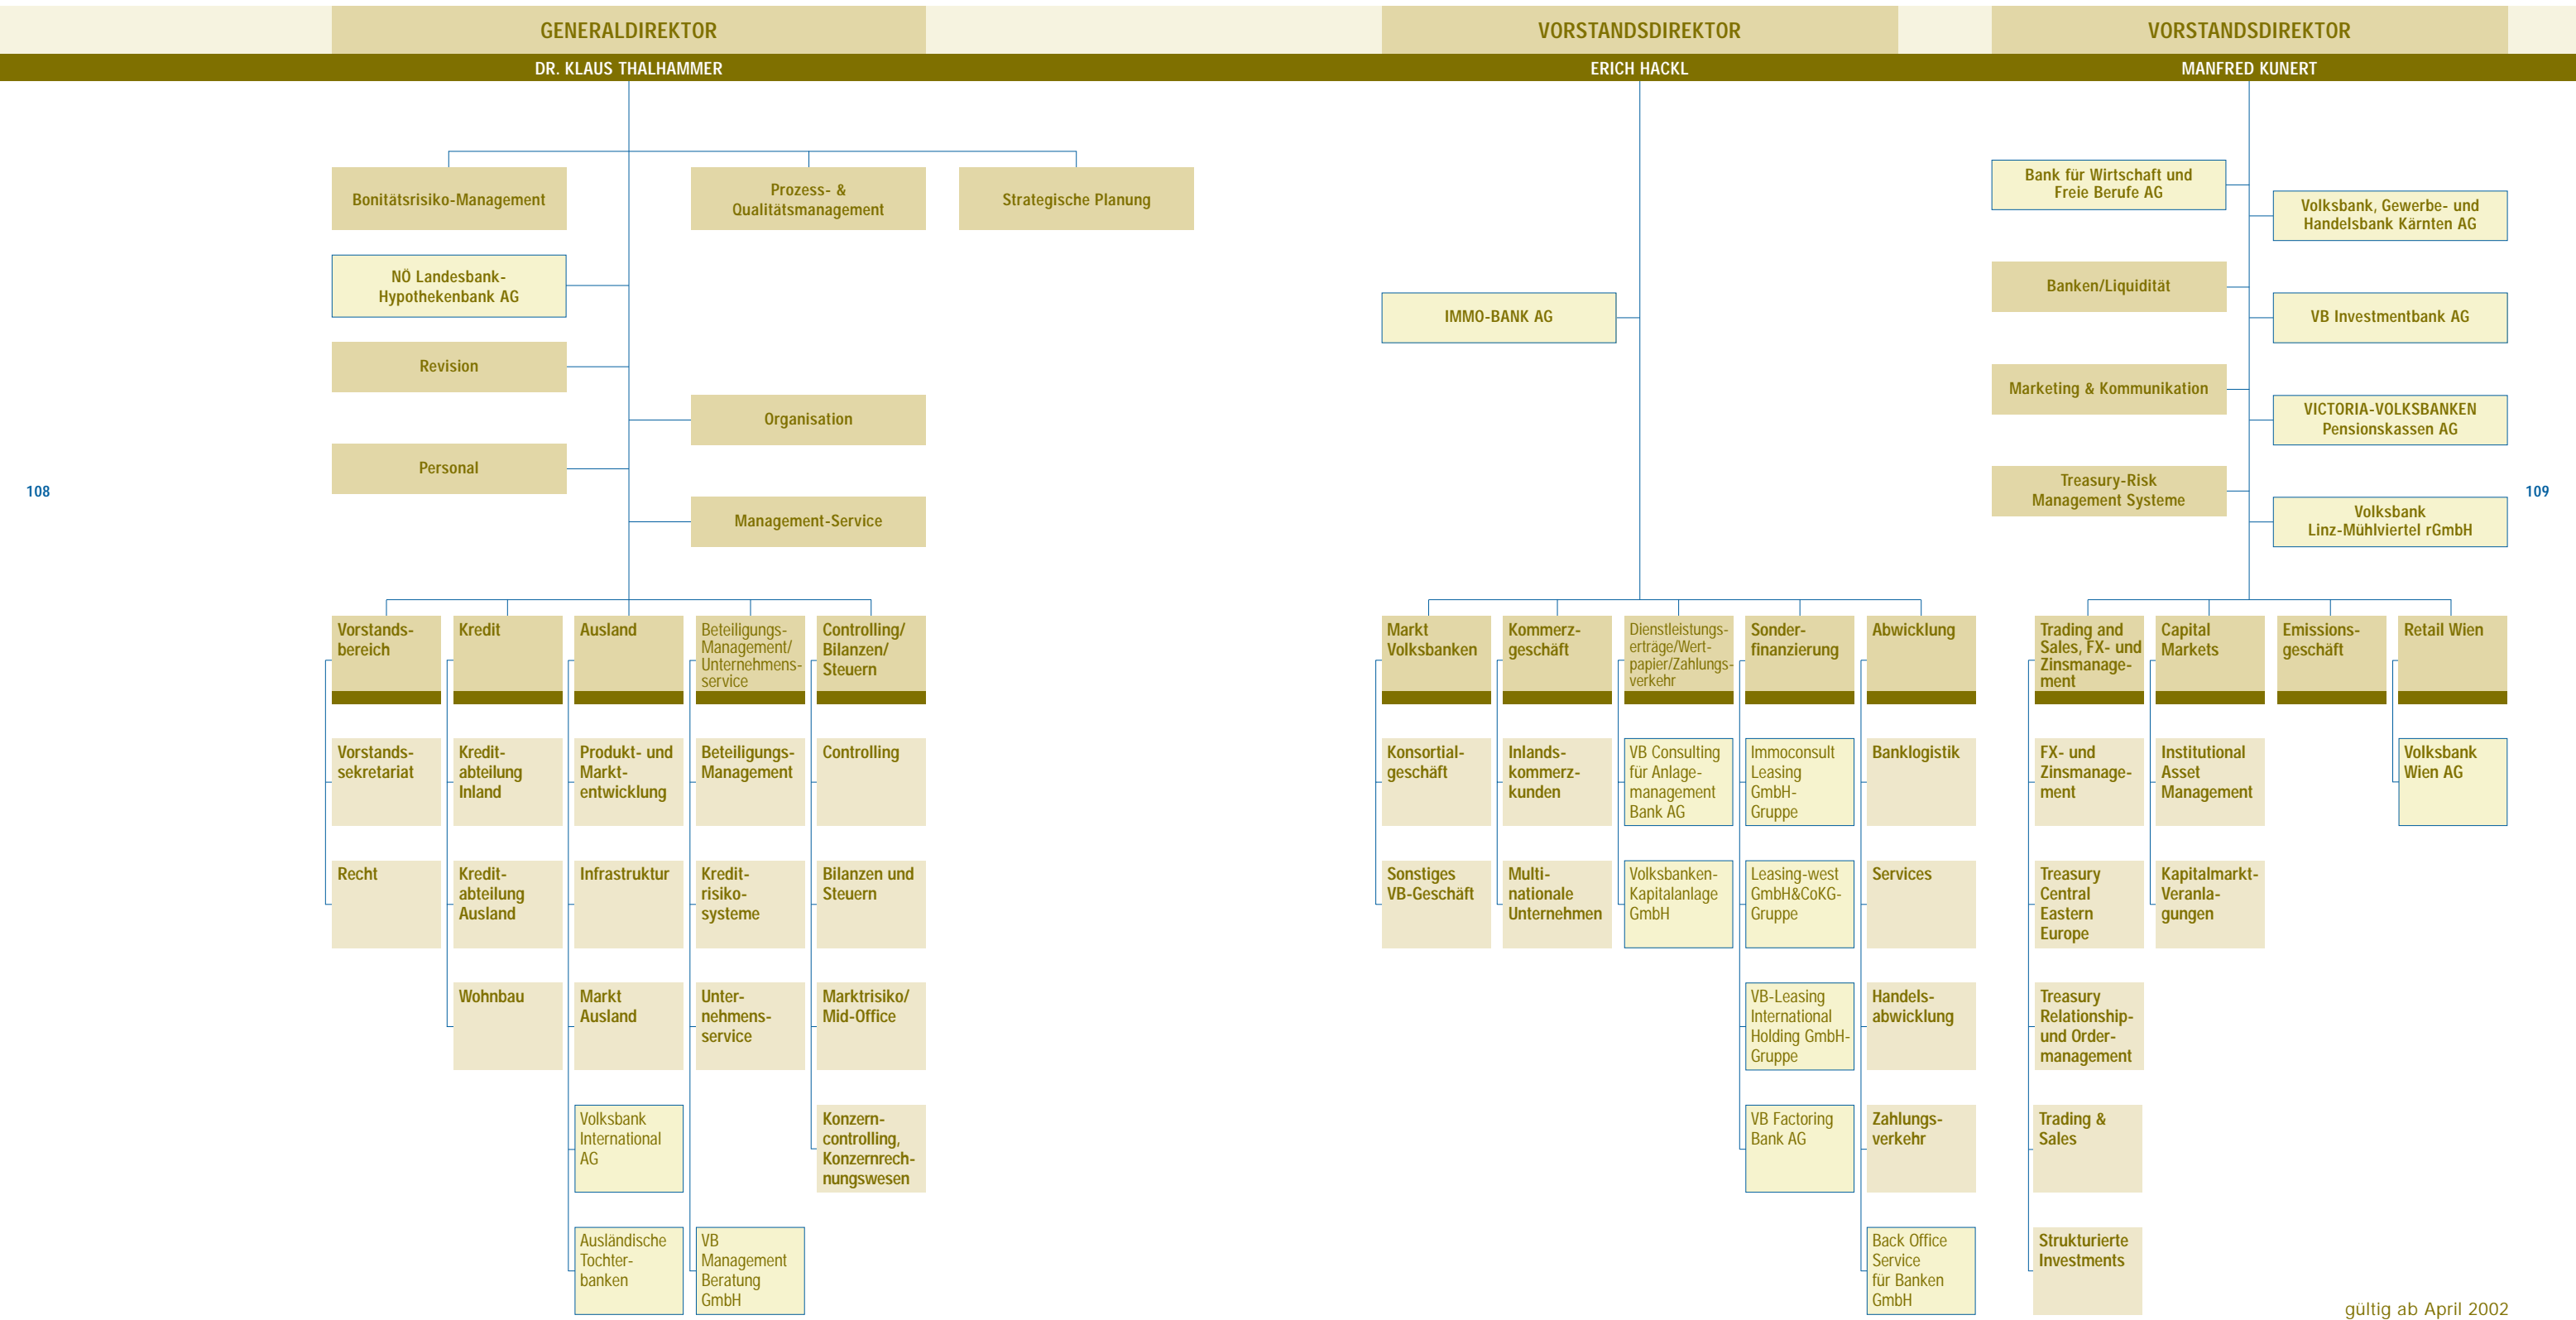 GENERALDIREKTOR
DR. KLAUS THALHAMMER
Bonitätsrisiko-Management
Prozess- &
Qualitätsmanagement
Strategische Planung
NÖ Landesbank-
Hypothekenbank AG
Revision
Organisation
Personal
Management-Service
108
Vorstands-
bereich
Vorstands-
sekretariat
Recht
Kredit
Kredit-
abteilung
Inland
Kredit-
abteilung
Ausland
Wohnbau
Ausland
Produkt- und
Markt-
entwicklung
Infrastruktur
Markt
Ausland
Volksbank
International
AG
Ausländische
Tochter-
banken
Beteiligungs-
Management/
Unternehmens-
service
Beteiligungs-
Management
Kredit-
risiko-
systeme
Unter-
nehmens-
service
VB
Management
Beratung
GmbH
Controlling/
Bilanzen/
Steuern
Controlling
Bilanzen und
Steuern
Marktrisiko/
Mid-Office
Konzern-
controlling,
Konzernrech-
nungswesen
VORSTANDSDIREKTOR
ERICH HACKL
IMMO-BANK AG
Markt
Volksbanken
Konsortial-
geschäft
Sonstiges
VB-Geschäft
Kommerz-
geschäft
Inlands-
kommerz-
kunden
Multi-
nationale
Unternehmen
Dienstleistungs-
erträge/Wert-
papier/Zahlungs-
verkehr
VB Consulting
für Anlage-
management
Bank AG
Volksbanken-
Kapitalanlage
GmbH
Sonder-
finanzierung
Immoconsult
Leasing
GmbH-
Gruppe
Leasing-west
GmbH&CoKG-
Gruppe
VB-Leasing
International
Holding GmbH-
Gruppe
VB Factoring
Bank AG
Abwicklung
Banklogistik
Services
Handels-
abwicklung
Zahlungs-
verkehr
Back Office
Service
für Banken
GmbH
VORSTANDSDIREKTOR
MANFRED KUNERT
Bank für Wirtschaft und
Freie Berufe AG
Volksbank, Gewerbe- und
Handelsbank Kärnten AG
Banken/Liquidität
VB Investmentbank AG
Marketing & Kommunikation
VICTORIA-VOLKSBANKEN
Pensionskassen AG
Treasury-Risk
Management Systeme
Volksbank
Linz-Mühlviertel rGmbH
109
Trading and
Sales, FX- und
Zinsmanage-
ment
FX- und
Zinsmanage-
ment
Treasury
Central
Eastern
Europe
Treasury
Relationship-
und Order-
management
Trading &
Sales
Strukturierte
Investments
Capital
Markets
Institutional
Asset
Management
Kapitalmarkt-
Veranla-
gungen
Emissions-
geschäft
Retail Wien
Volksbank
Wien AG
gültig ab April 2002